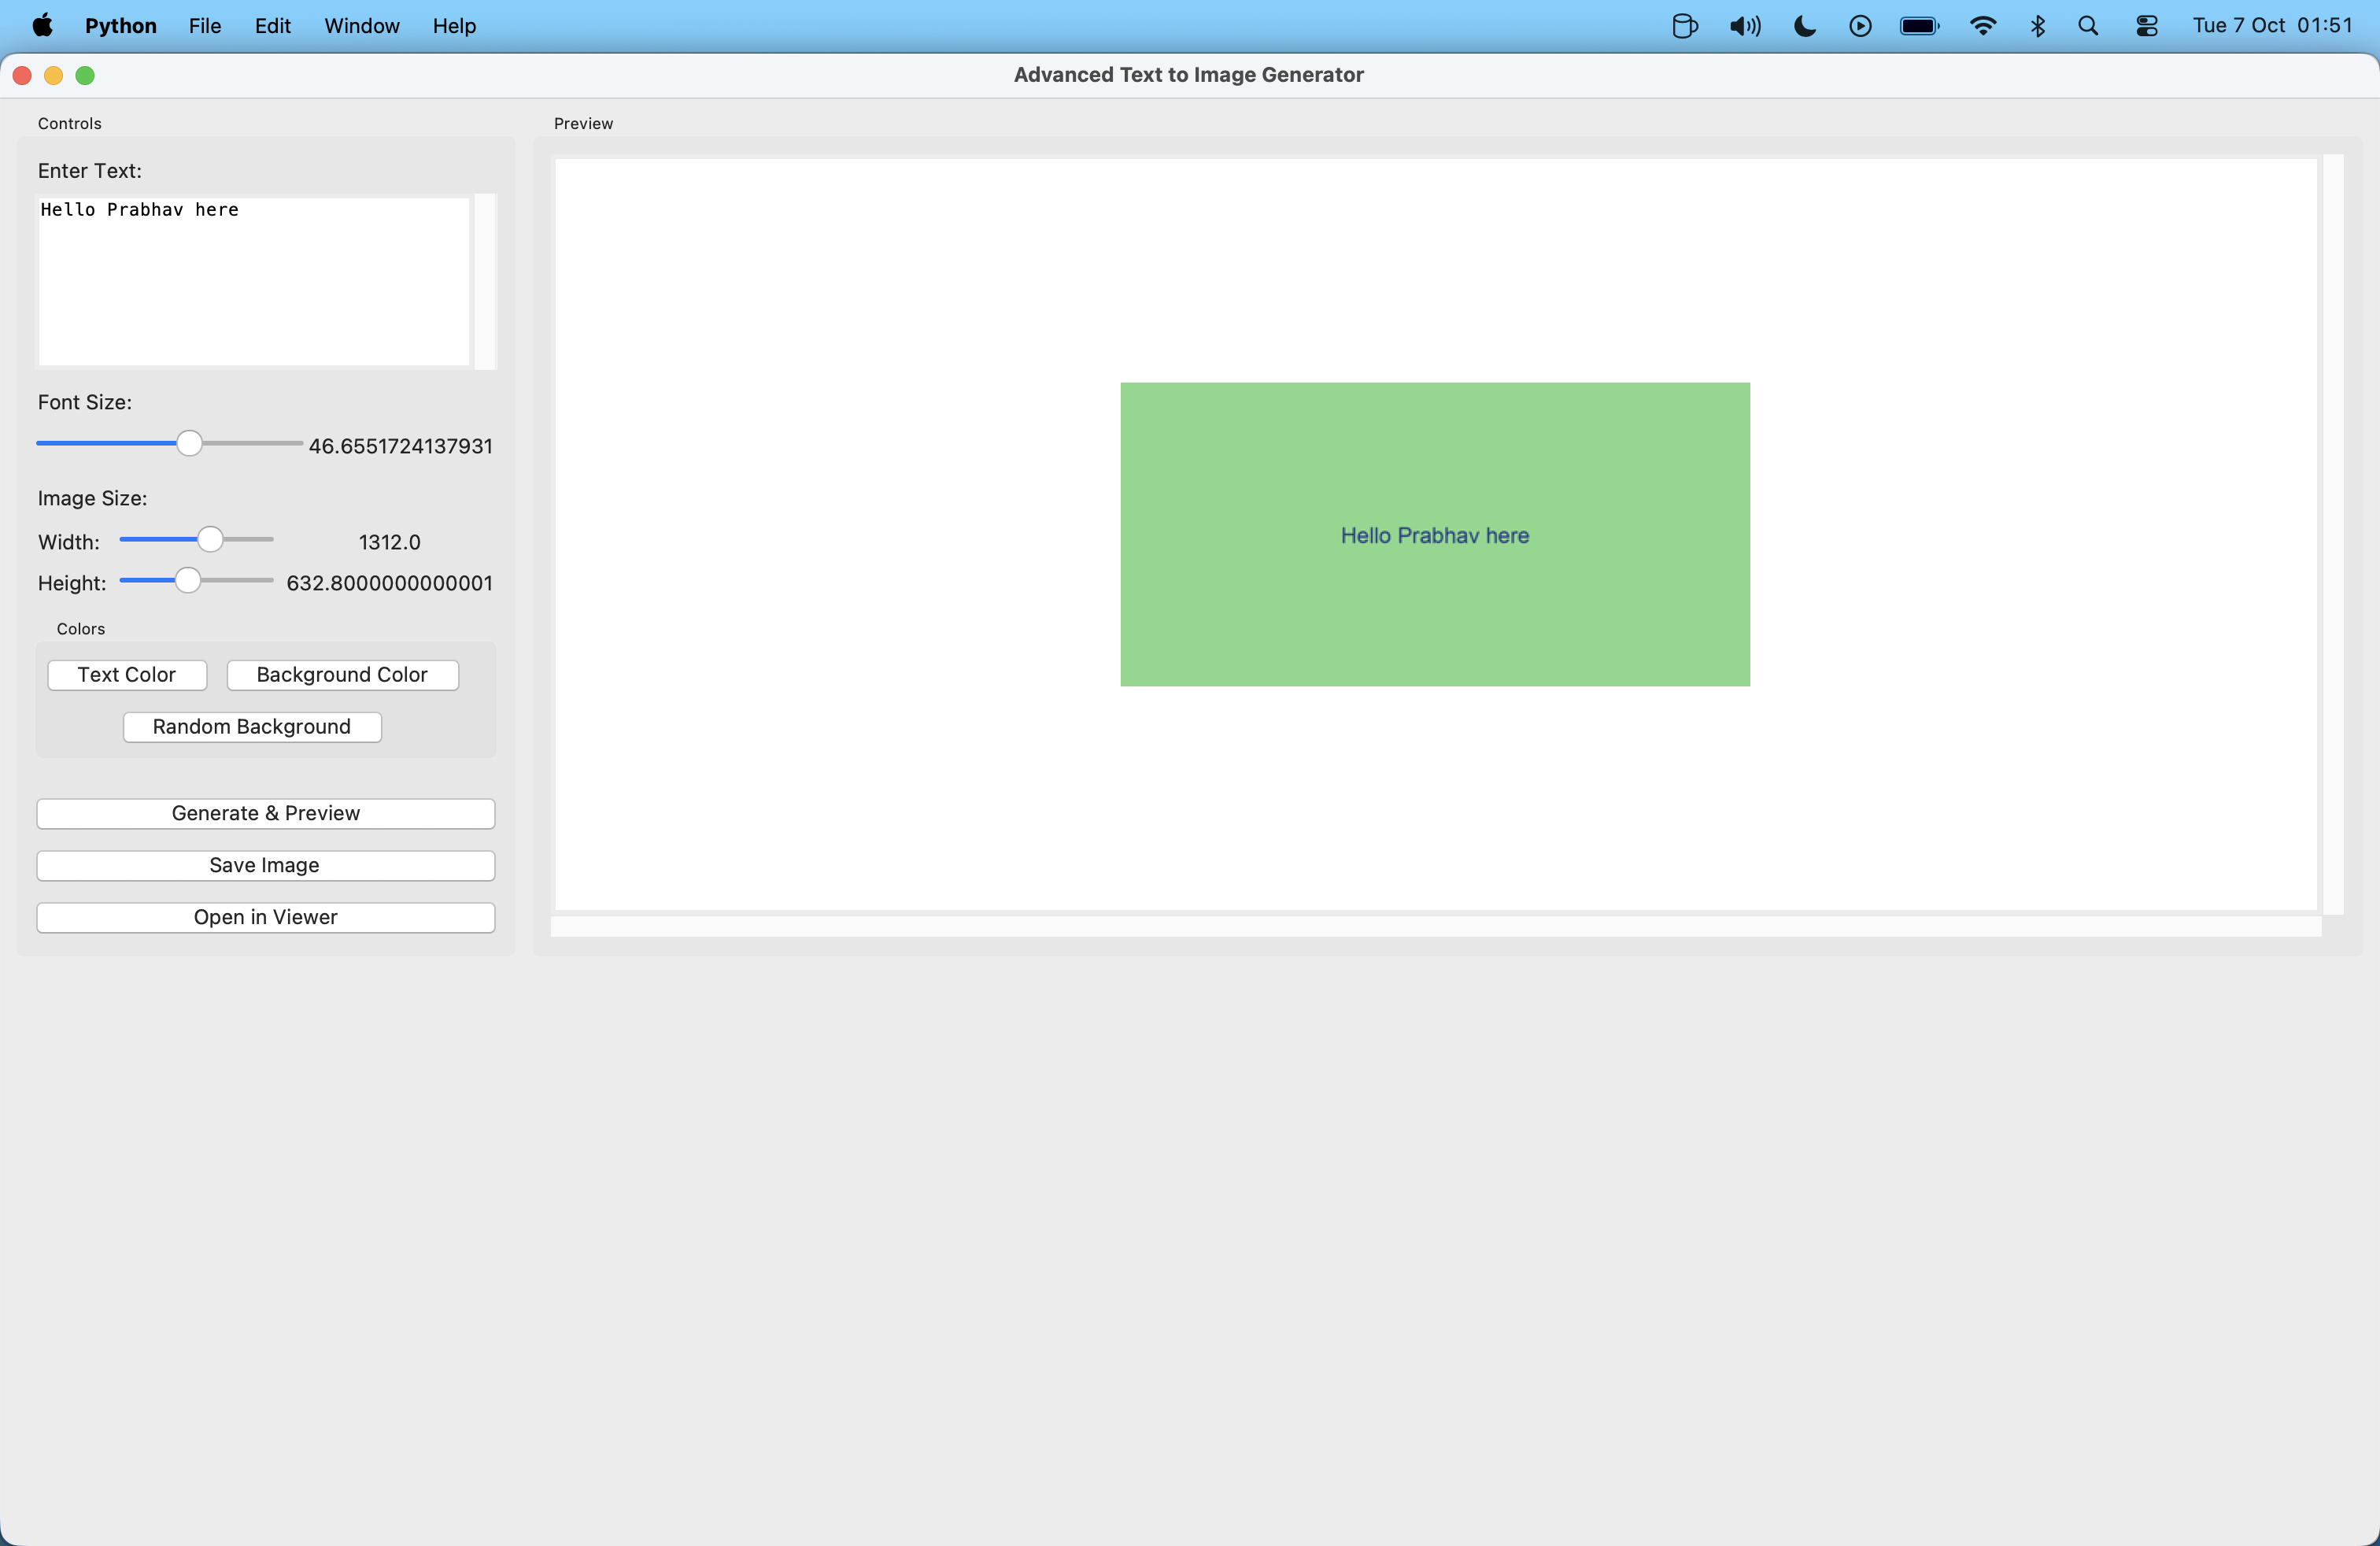 Python File Edit Window Help Tue 7 Oct 01:51
Advanced Text to Image Generator
Controls
Enter Text:
Hello Prabhav here
Font Size:
46.6551724137931
Image Size:
Width: 1312.0
Height: 632.8000000000001
Colors
Text Color Background Color
Random Background
Generate & Preview
Save Image
Open in Viewer
Preview
Hello Prabhav here